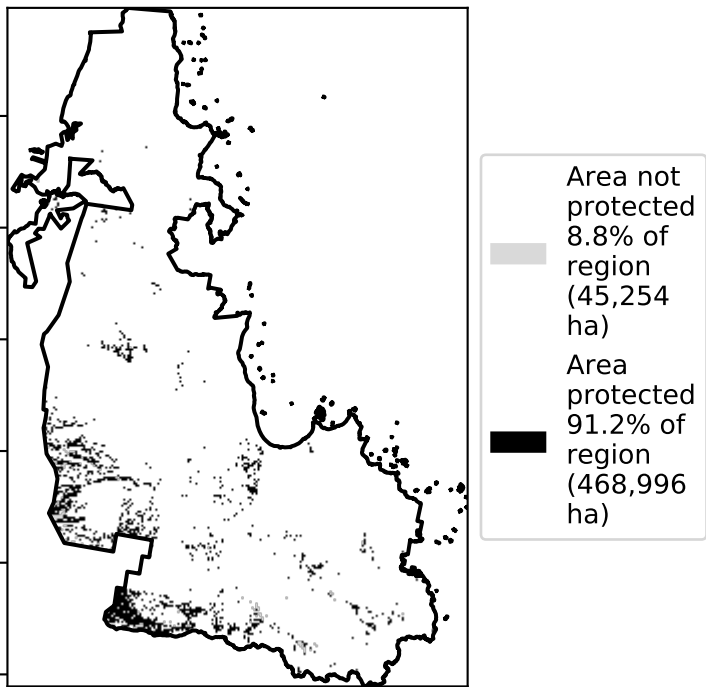 Area not
protected
8.8% of
region
(45,254
ha)
Area
protected
91.2% of
region
(468,996
ha)